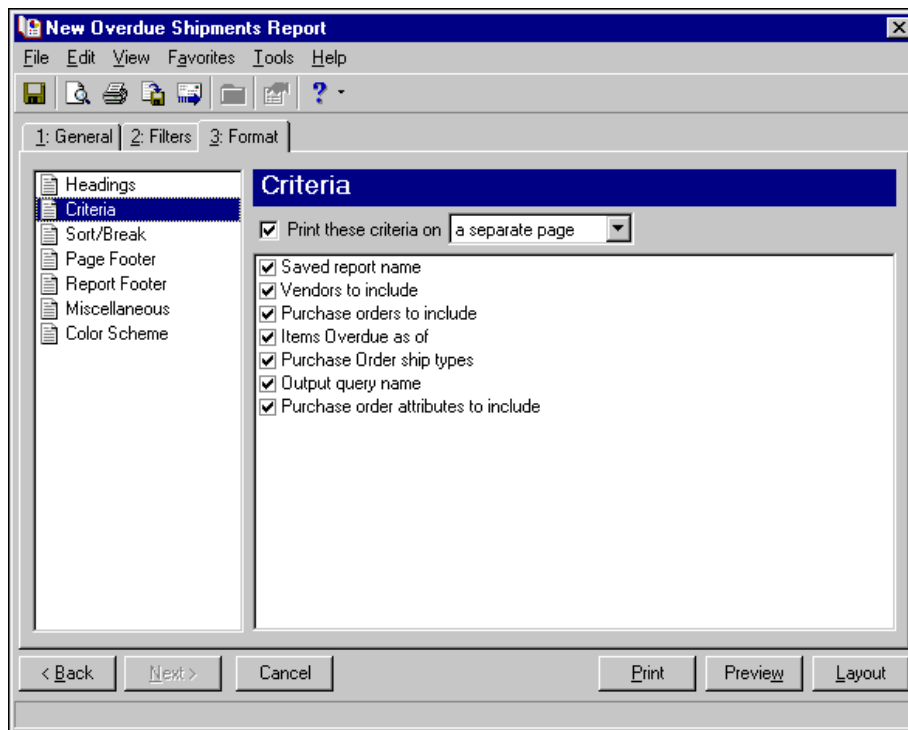 New Overdue Shipments Report
File Edit View Favorites Tools Help
?
1: General 2: Filters 3: Format
Headings
Criteria
Sort/Break
Page Footer
Report Footer
Miscellaneous
Color Scheme
Criteria
Print these criteria on a separate page
Saved report name
Vendors to include
Purchase orders to include
Items Overdue as of
Purchase Order ship types
Output query name
Purchase order attributes to include
< Back Next > Cancel Print Preview Layout